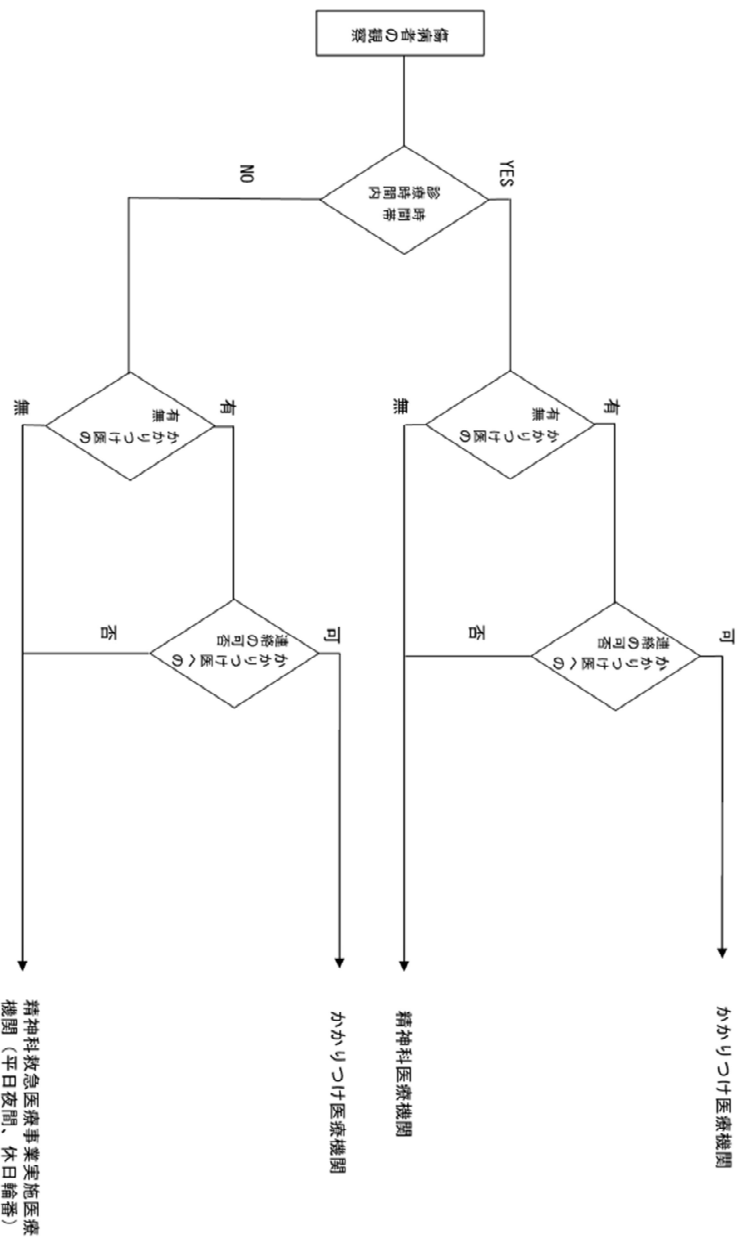 傷病者の観察
YES
NO
時間帯
診療時間内
有
無
かかりつけ医の
有無
有
無
かかりつけ医の
有無
可
否
かかりつけ医への
連絡の可否
可
否
かかりつけ医への
連絡の可否
かかりつけ医療機関
精神科医療機関
かかりつけ医療機関
精神科救急医療事業実施医療
機関（平日夜間、休日輪番）